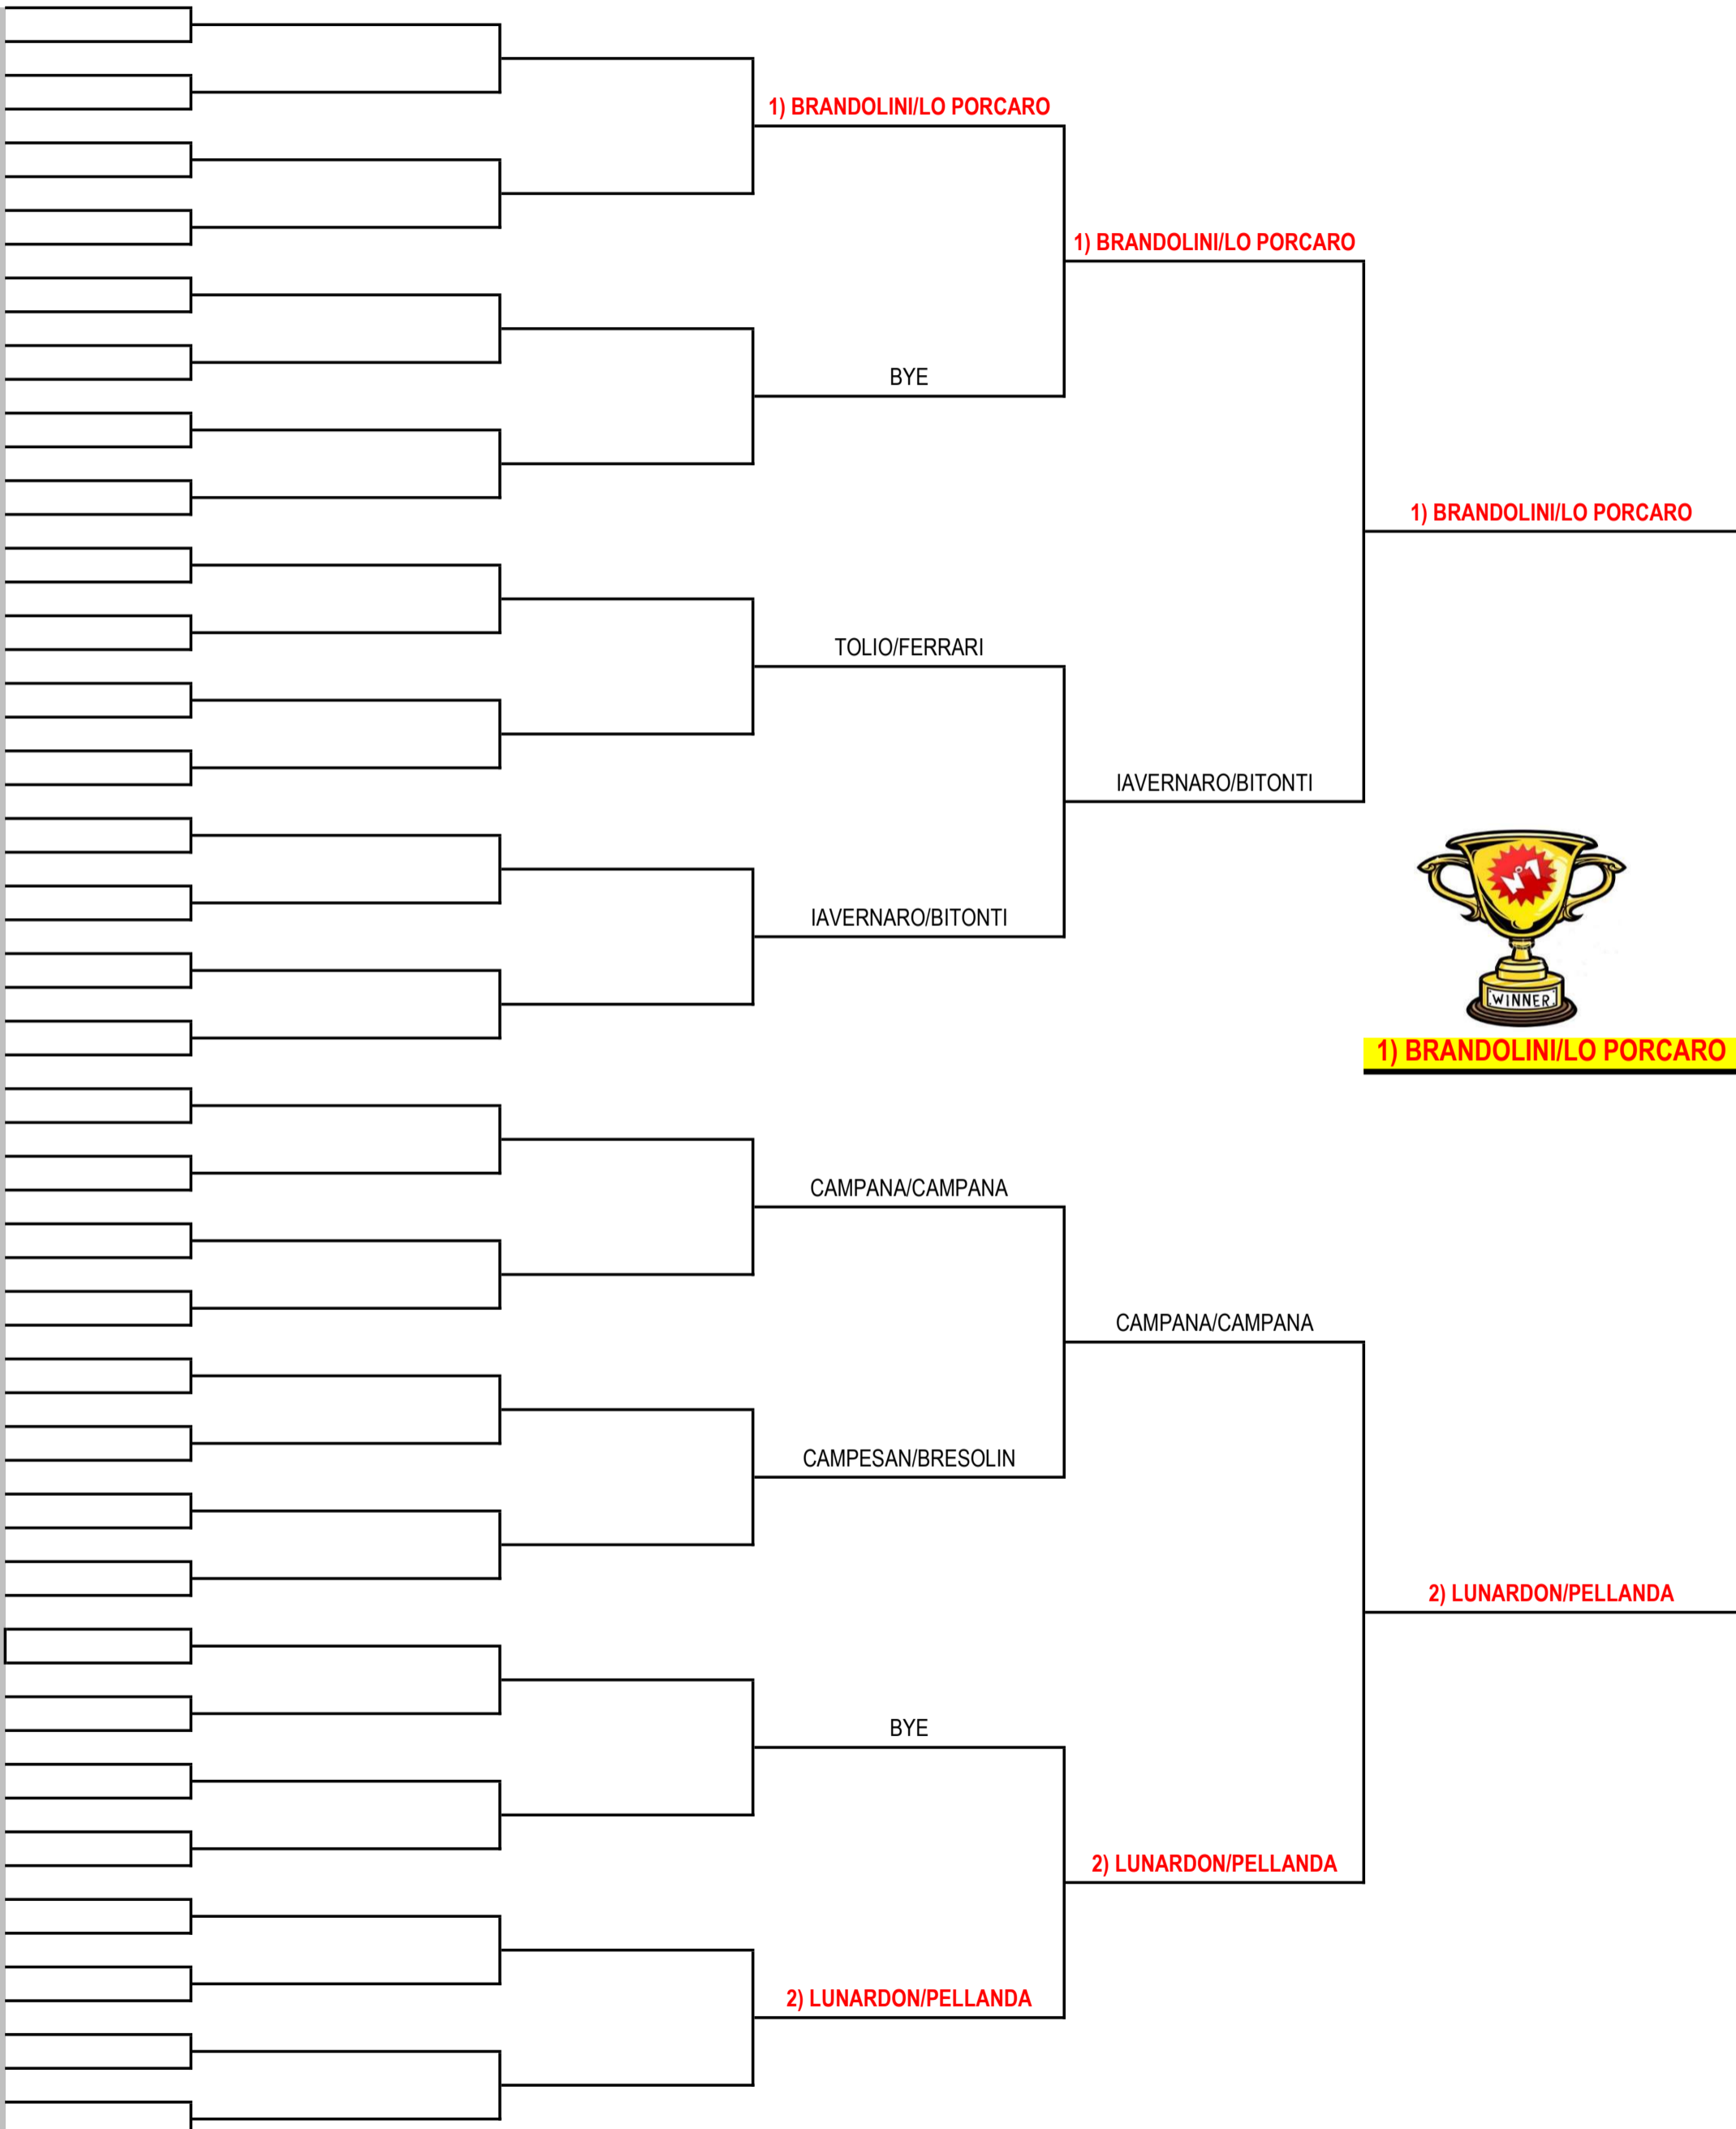 1) BRANDOLINI/LO PORCARO
1) BRANDOLINI/LO PORCARO
BYE
1) BRANDOLINI/LO PORCARO
TOLIO/FERRARI
IAVERNARO/BITONTI
N°1
IAVERNARO/BITONTI
WINNER
1) BRANDOLINI/LO PORCARO
CAMPANA/CAMPANA
CAMPANA/CAMPANA
CAMPESAN/BRESOLIN
2) LUNARDON/PELLANDA
BYE
2) LUNARDON/PELLANDA
2) LUNARDON/PELLANDA